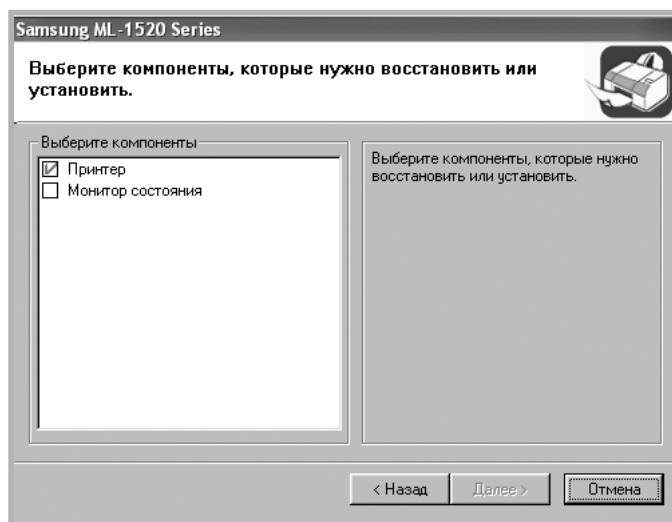 Samsung ML-1520 Series
Выберите компоненты, которые нужно восстановить или
установить.
Выберите компоненты
Принтер
Монитор состояния
Выберите компоненты, которые нужно
восстановить или установить.
< Назад
Далее >
Отмена